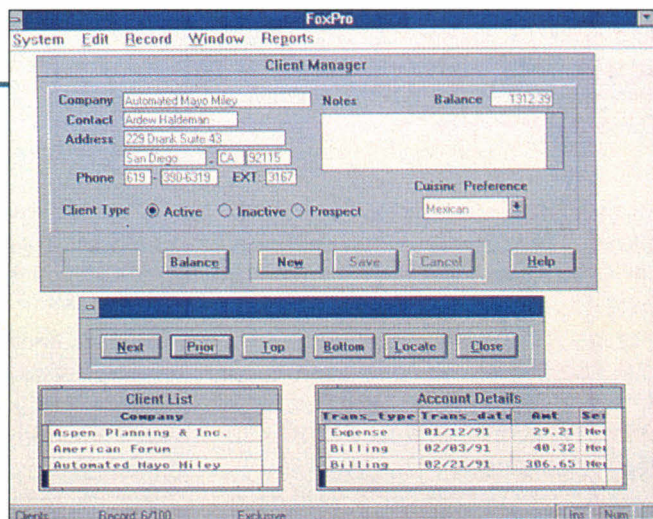 FoxPro
System Edit Record Window Reports
Client Manager
Company Automated Mayo Miley Notes Balance 1312.39
Contact Ardew Haldeman
Address 229 Drank Suite 43
San Diego , CA 92115
Phone 619 - 390-6319 EXT. 3167
Cuisine Preference
Client Type Active Inactive Prospect Mexican
Balance New Save Cancel Help
Next Prior Top Bottom Locate Close
Client List
Company
Aspen Planning & Inc.
American Forum
Automated Mayo Miley
Account Details
Trans_type Trans_date Amt Ser
Expense 01/12/91 29.21 Mer
Billing 02/03/91 40.32 Mer
Billing 02/21/91 306.65 Mer
Clients Record: 6/100 Exclusive Ins Num